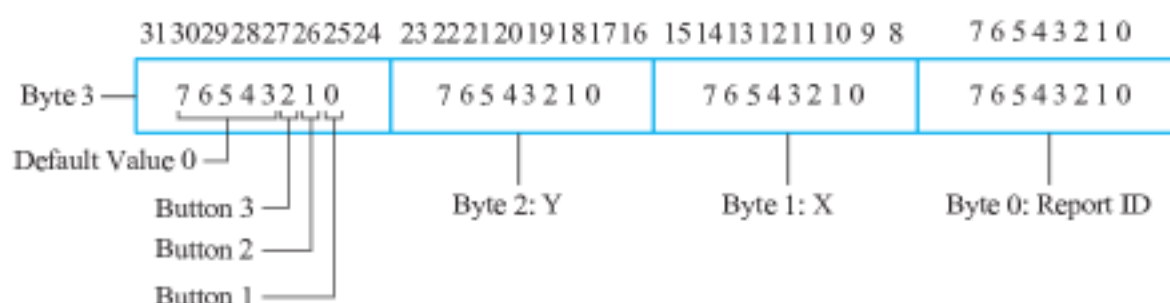 31 30 29 28 27 26 25 24 23 22 21 20 19 18 17 16 15 14 13 12 11 10 9 8 7 6 5 4 3 2 1 0
Byte 3 7 6 5 4 3 2 1 0 7 6 5 4 3 2 1 0 7 6 5 4 3 2 1 0 7 6 5 4 3 2 1 0
Default Value 0
Button 3 Byte 2: Y Byte 1: X Byte 0: Report ID
Button 2
Button 1